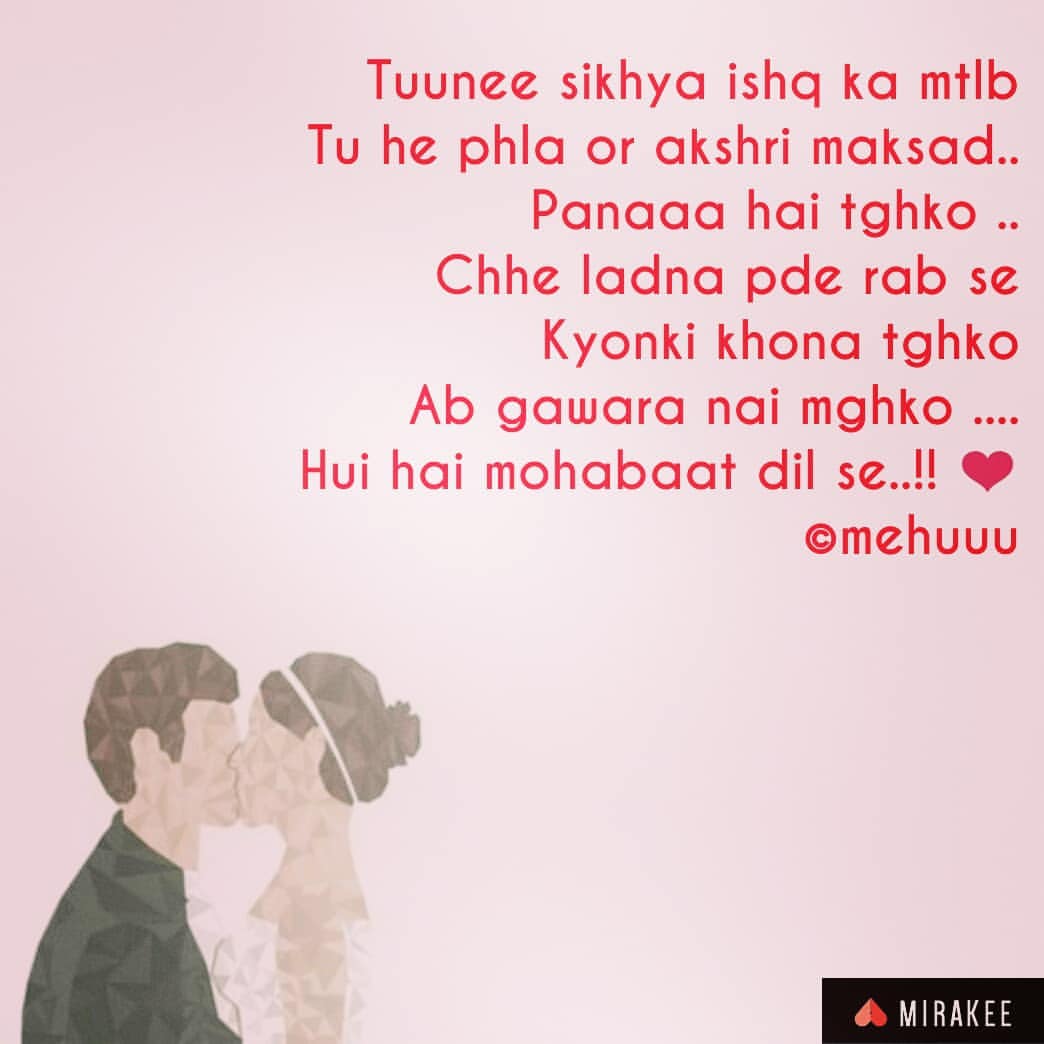 Tuunee sikhya ishq ka mtlb
Tu he phla or akshri maksad..
Panaaa hai tghko ..
Chhe ladna pde rab se
Kyonki khona tghko
Ab gawara nai mghko ....
Hui hai mohabaat dil se..!! ❤
©mehuuu
MIRAKEE